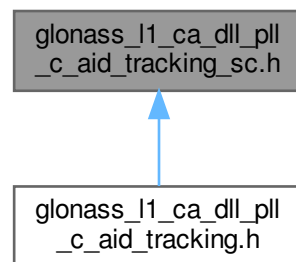 glonass_l1_ca_dll_pll
_c_aid_tracking_sc.h
glonass_l1_ca_dll_pll
_c_aid_tracking.h